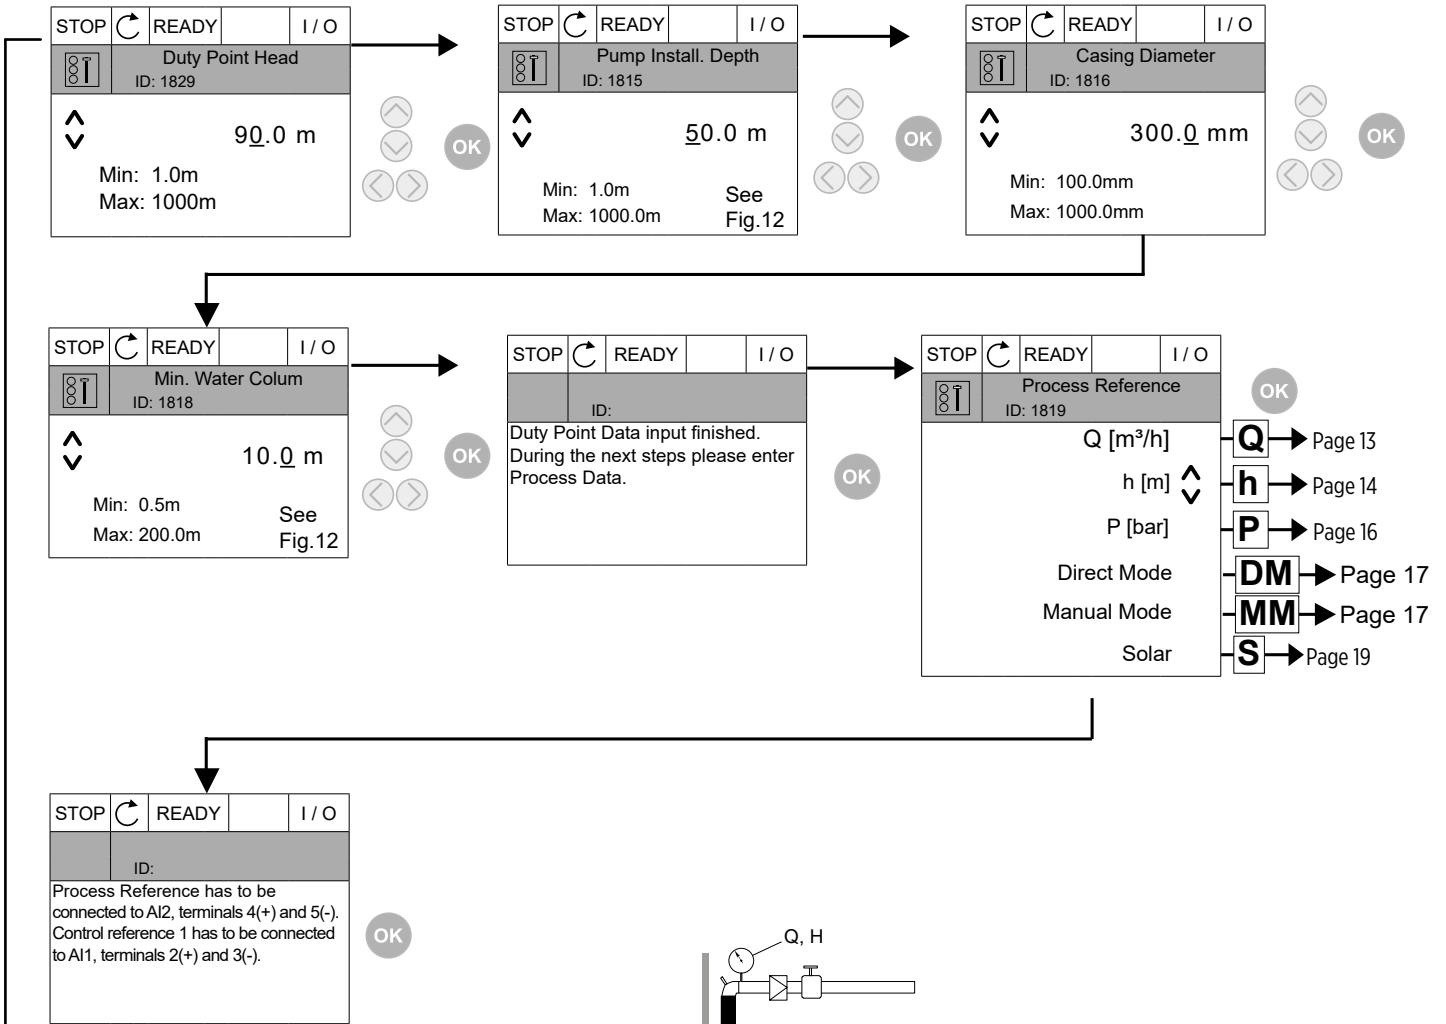 STOP READY I / O
Duty Point Head
ID: 1829
90.0 m
Min: 1.0m
Max: 1000m
OK
STOP READY I / O
Pump Install. Depth
ID: 1815
50.0 m
Min: 1.0m
Max: 1000.0m
See
Fig.12
OK
STOP READY I / O
Casing Diameter
ID: 1816
300.0 mm
Min: 100.0mm
Max: 1000.0mm
OK
STOP READY I / O
Min. Water Colum
ID: 1818
10.0 m
Min: 0.5m
Max: 200.0m
See
Fig.12
OK
STOP READY I / O
ID:
Duty Point Data input finished.
During the next steps please enter
Process Data.
OK
STOP READY I / O
Process Reference
ID: 1819
OK
Q [m³/h] Q Page 13
h [m] h Page 14
P [bar] P Page 16
Direct Mode DM Page 17
Manual Mode MM Page 17
Solar S Page 19
STOP READY I / O
ID:
Process Reference has to be
connected to AI2, terminals 4(+) and 5(-).
Control reference 1 has to be connected
to AI1, terminals 2(+) and 3(-).
OK
Q, H